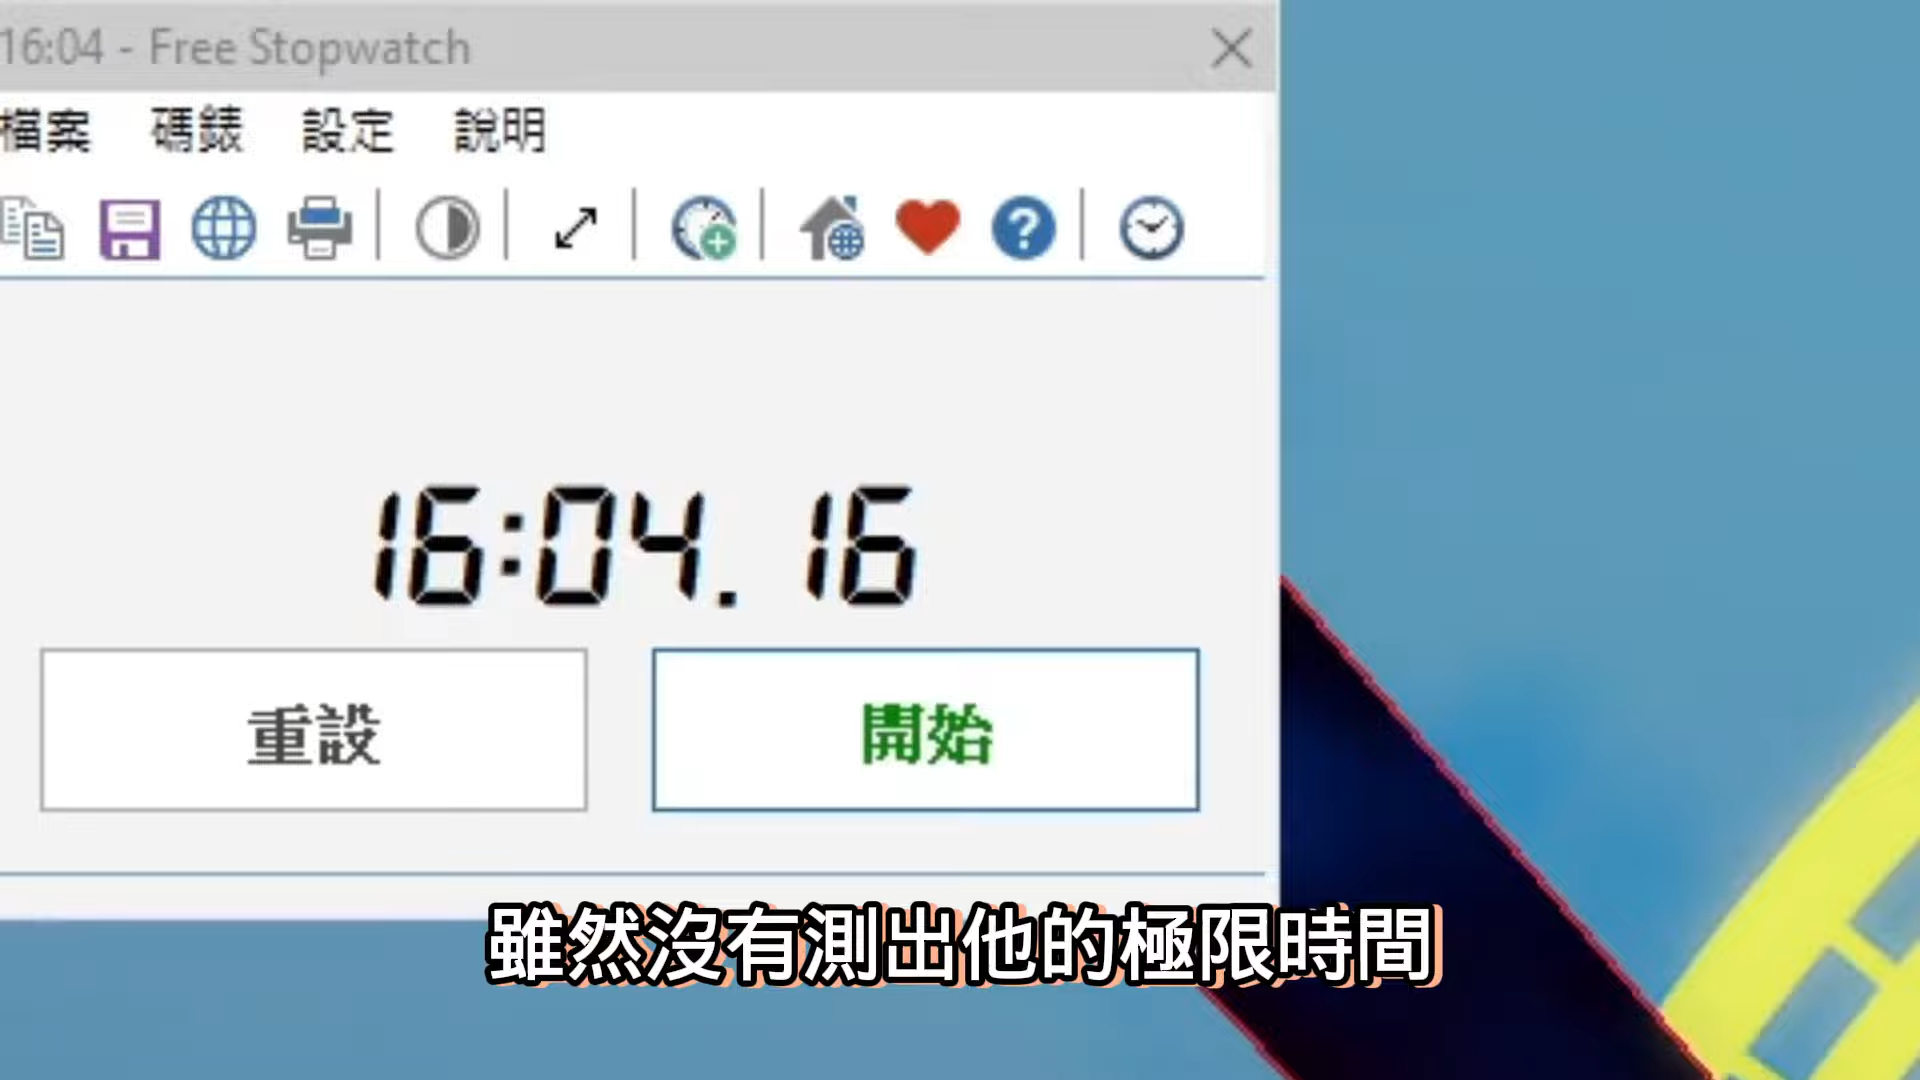 16:04 - Free Stopwatch
檔案 碼錶 設定 說明
16:04.16
重設 開始
雖然沒有測出他的極限時間